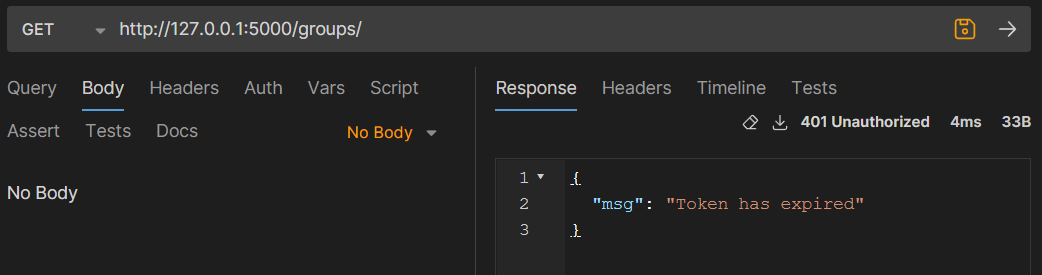 GET http://127.0.0.1:5000/groups/
Query Body Headers Auth Vars Script
Assert Tests Docs No Body
No Body
Response Headers Timeline Tests
401 Unauthorized 4ms 33B
1 {
2 "msg": "Token has expired"
3 }